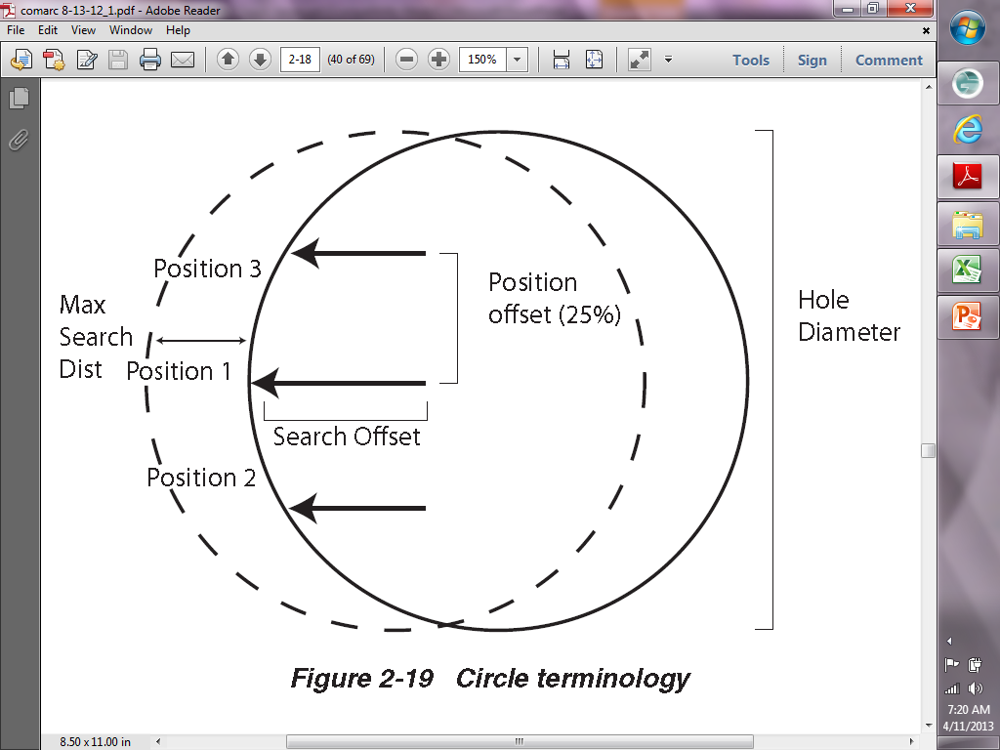 comarc 8-13-12_1.pdf - Adobe Reader
File Edit View Window Help
2-18 (40 of 69) 150% Tools Sign Comment
Position 3
Max
Search
Dist
Position 1
Position
offset (25%)
Hole
Diameter
Search Offset
Position 2
Figure 2-19 Circle terminology
8.50 x 11.00 in
7:20 AM
4/11/2013